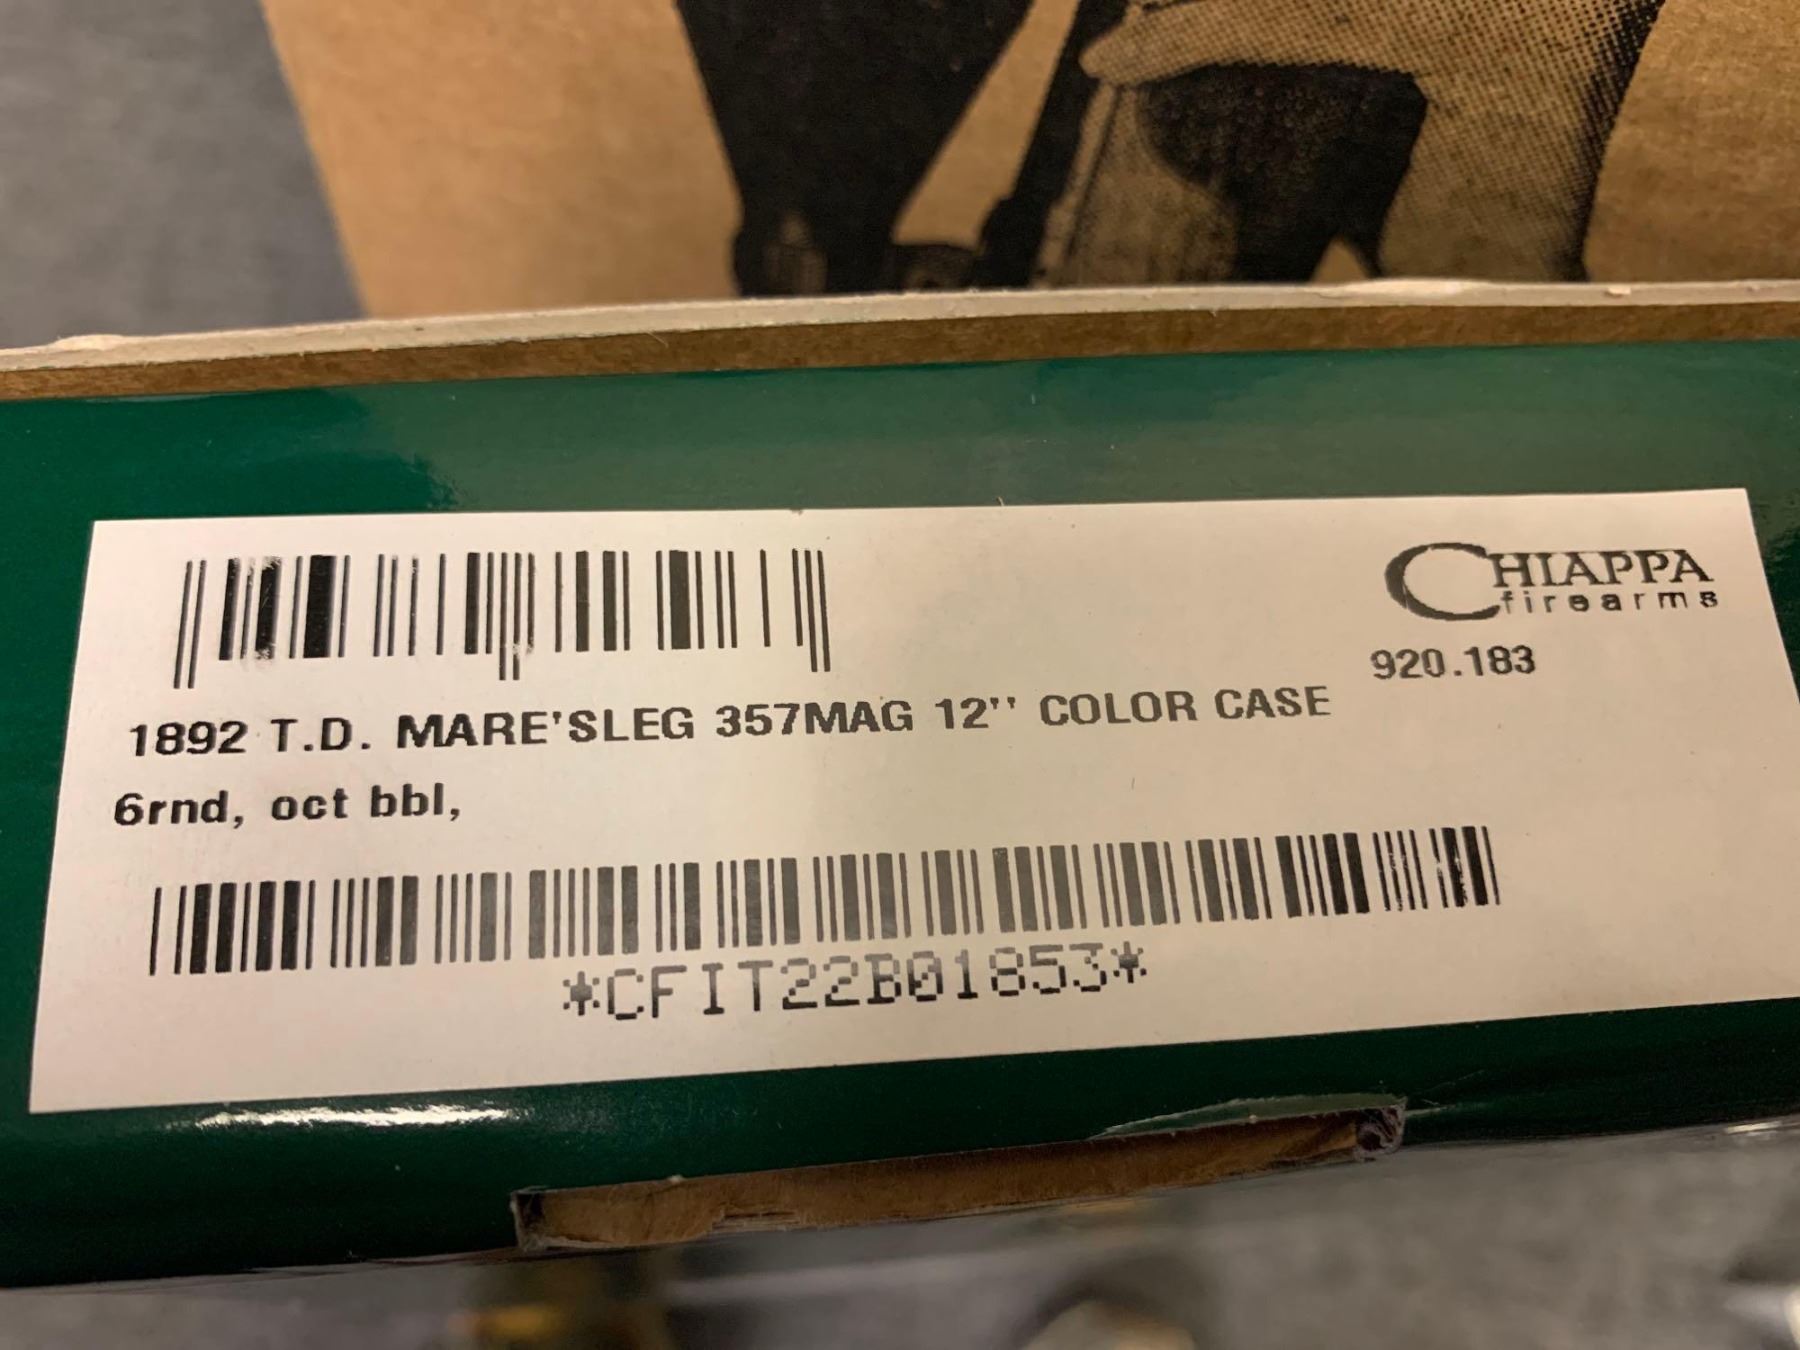 CHIAPPA
firearms
920.183
1892 T.D. MARE'SLEG 357MAG 12'' COLOR CASE
6rnd, oct bbl,
*CFIT22B01853*